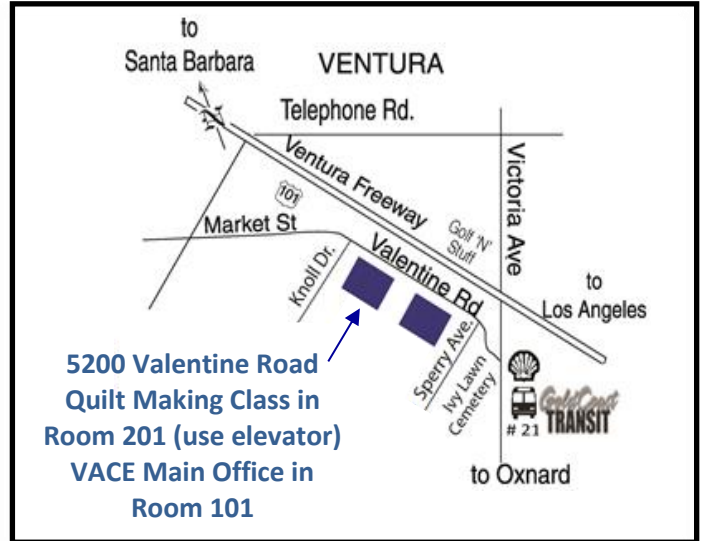 to
Santa Barbara
VENTURA
Telephone Rd.
Ventura Freeway
101
Victoria Ave
Market St
Golf 'N'
Stuff
Valentine Rd
Knoll Dr.
to
Los Angeles
Sperry Ave.
Ivy Lawn
Cemetery
5200 Valentine Road
Quilt Making Class in
Room 201 (use elevator)
VACE Main Office in
Room 101
GoldCoast
TRANSIT
# 21
to Oxnard